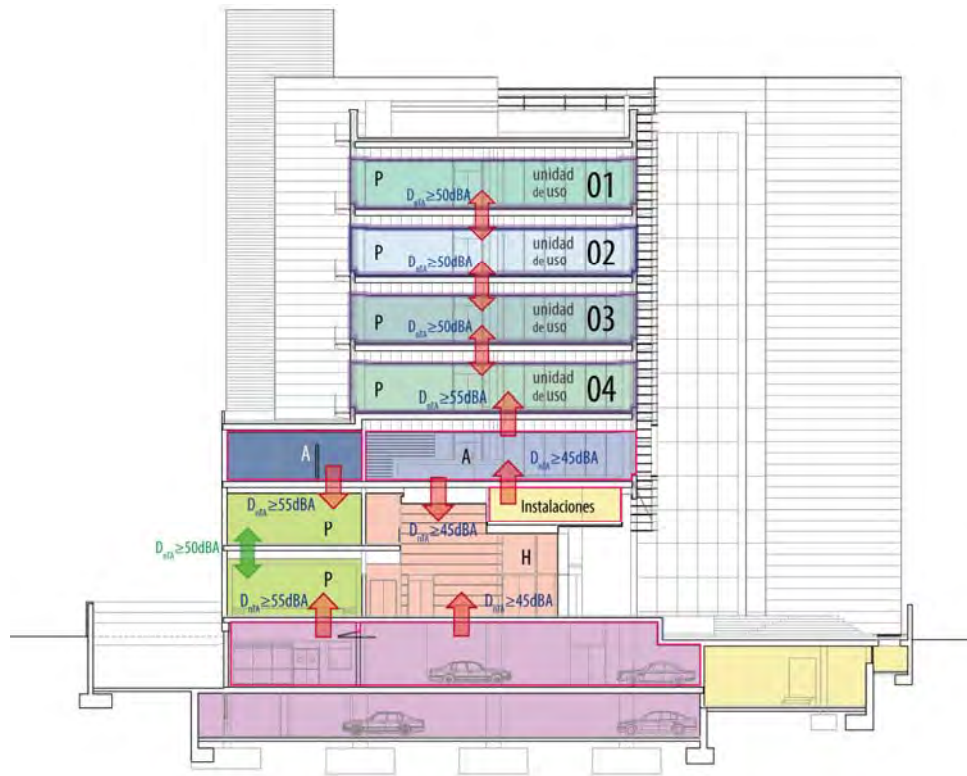 P
unidad
de uso 01
DnTA≥50dBA
P
unidad
de uso 02
DnTA≥50dBA
P
unidad
de uso 03
DnTA≥50dBA
P
unidad
de uso 04
DnTA≥55dBA
A
A
DnTA≥45dBA
DnTA≥55dBA
P
Instalaciones
DnTA≥45dBA
DnTA≥50dBA
H
P
DnTA≥55dBA
DnTA≥45dBA